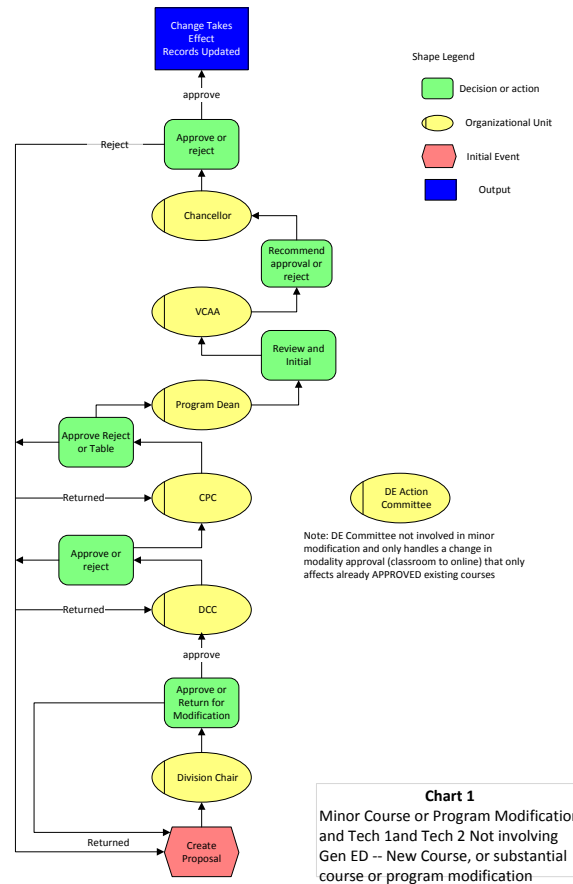 Change Takes
Effect
Records Updated
Shape Legend
Decision or action
Organizational Unit
Initial Event
Output
approve
Reject
Approve or
reject
Chancellor
Recommend
approval or
reject
VCAA
Review and
Initial
Program Dean
Approve Reject
or Table
Returned
CPC
DE Action
Committee
Note: DE Committee not involved in minor
modification and only handles a change in
modality approval (classroom to online) that only
affects already APPROVED existing courses
Approve or
reject
Returned
DCC
approve
Approve or
Return for
Modification
Division Chair
Returned
Create
Proposal
Chart 1
Minor Course or Program Modificatio
and Tech 1and Tech 2 Not involving
Gen ED -- New Course, or substantial
course or program modification